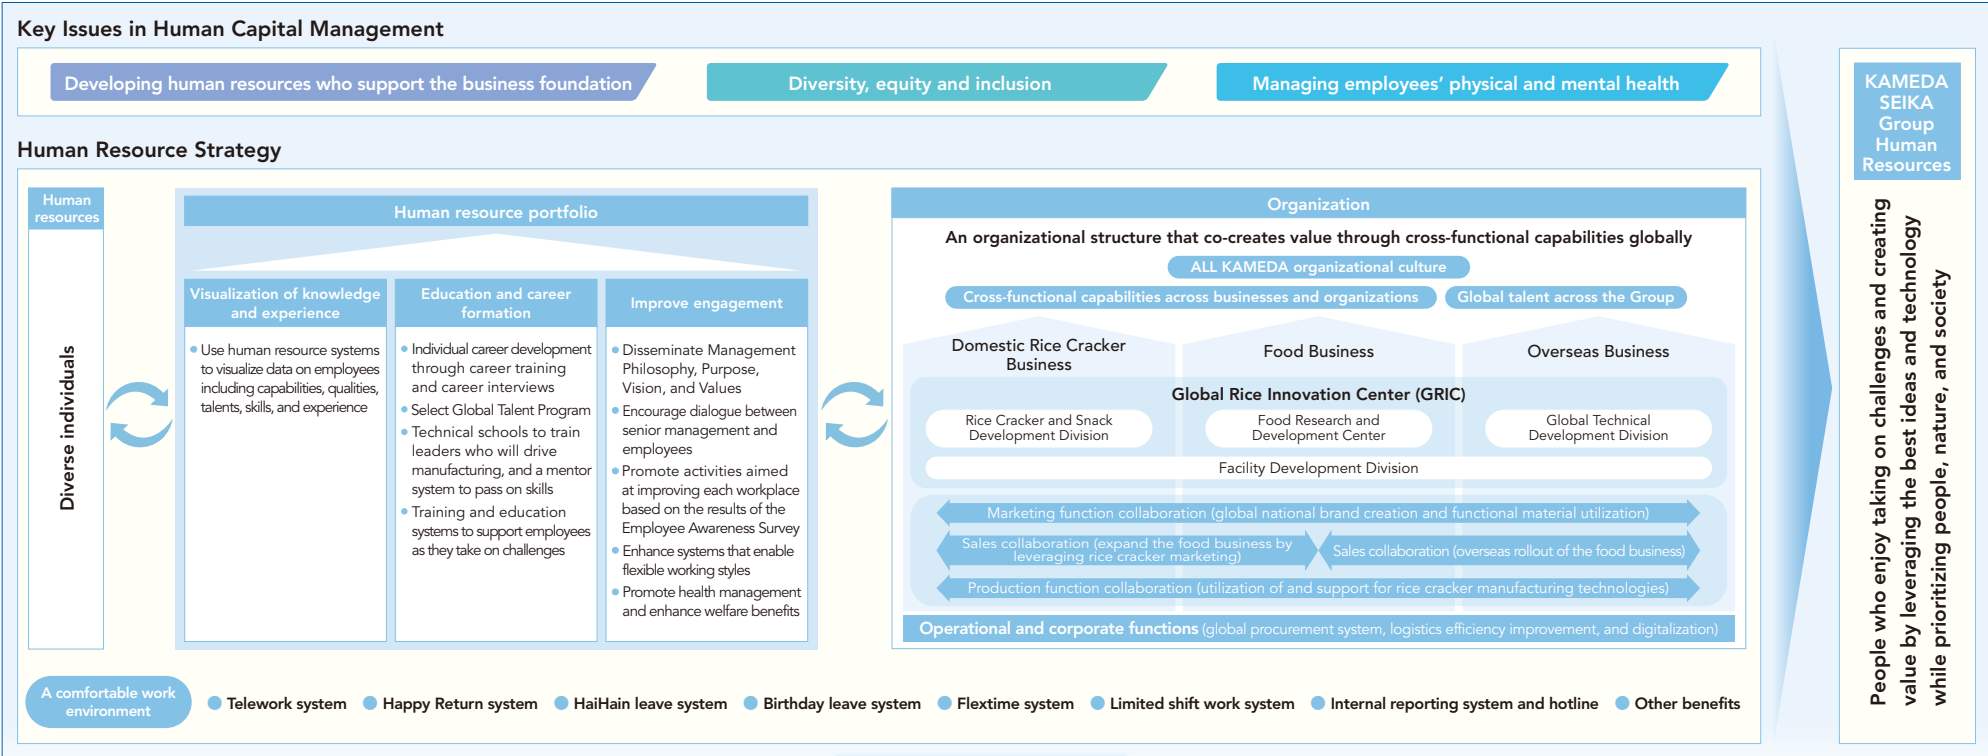 Key Issues in Human Capital Management
Developing human resources who support the business foundation
Diversity, equity and inclusion
Managing employees' physical and mental health
Human Resource Strategy
Human
resources
Diverse individuals
Human resource portfolio
Visualization of knowledge
and experience
• Use human resource systems
to visualize data on employees
including capabilities, qualities,
talents, skills, and experience
Education and career
formation
• Individual career development
through career training
and career interviews
• Select Global Talent Program
• Technical schools to train
leaders who will drive
manufacturing, and a mentor
system to pass on skills
• Training and education
systems to support employees
as they take on challenges
Improve engagement
• Disseminate Management
Philosophy, Purpose,
Vision, and Values
• Encourage dialogue between
senior management and
employees
• Promote activities aimed
at improving each workplace
based on the results of the
Employee Awareness Survey
• Enhance systems that enable
flexible working styles
• Promote health management
and enhance welfare benefits
Organization
An organizational structure that co-creates value through cross-functional capabilities globally
ALL KAMEDA organizational culture
Cross-functional capabilities across businesses and organizations
Global talent across the Group
Domestic Rice Cracker
Business
Food Business
Overseas Business
Global Rice Innovation Center (GRIC)
Rice Cracker and Snack
Development Division
Food Research and
Development Center
Global Technical
Development Division
Facility Development Division
Marketing function collaboration (global national brand creation and functional material utilization)
Sales collaboration (expand the food business by
leveraging rice cracker marketing)
Sales collaboration (overseas rollout of the food business)
Production function collaboration (utilization of and support for rice cracker manufacturing technologies)
Operational and corporate functions (global procurement system, logistics efficiency improvement, and digitalization)
A comfortable work
environment
• Telework system
• Happy Return system
• HaiHain leave system
• Birthday leave system
• Flextime system
• Limited shift work system
• Internal reporting system and hotline
• Other benefits
KAMEDA
SEIKA
Group
Human
Resources
People who enjoy taking on challenges and creating
value by leveraging the best ideas and technology
while prioritizing people, nature, and society